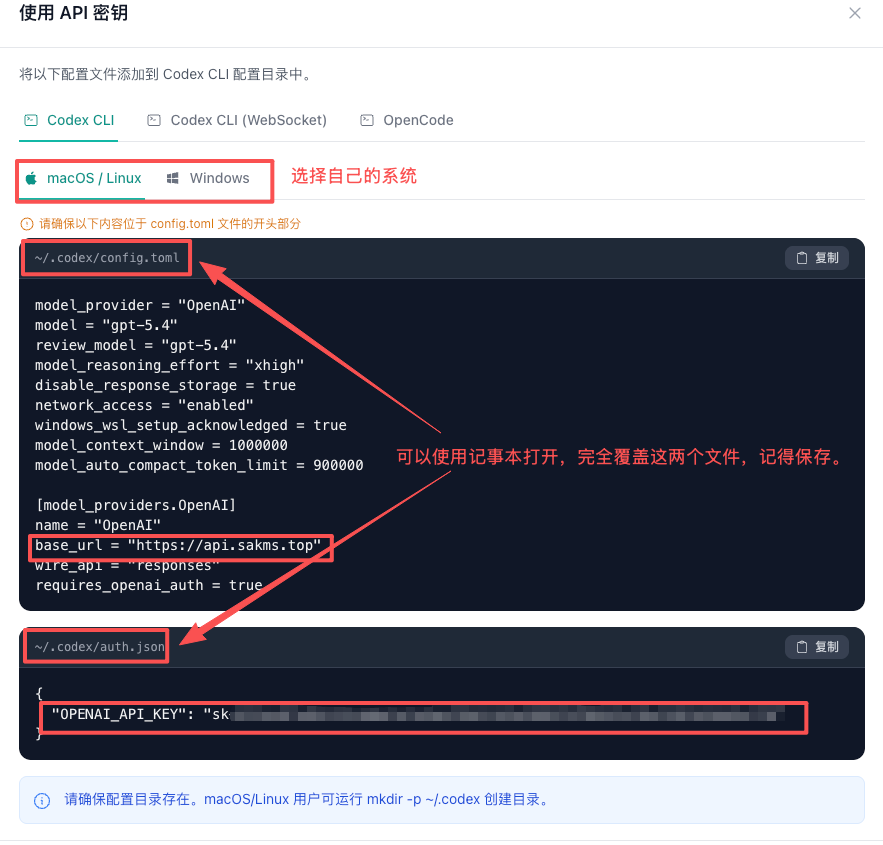 使用 API 密钥
将以下配置文件添加到 Codex CLI 配置目录中。
Codex CLI
Codex CLI (WebSocket)
OpenCode
macOS / Linux
Windows
选择自己的系统
请确保以下内容位于 config.toml 文件的开头部分
~/.codex/config.toml
复制
model_provider = "OpenAI"
model = "gpt-5.4"
review_model = "gpt-5.4"
model_reasoning_effort = "xhigh"
disable_response_storage = true
network_access = "enabled"
windows_wsl_setup_acknowledged = true
model_context_window = 1000000
model_auto_compact_token_limit = 900000
可以使用记事本打开，完全覆盖这两个文件，记得保存。
[model_providers.OpenAI]
name = "OpenAI"
base_url = "https://api.sakms.top"
wire_api = "responses"
requires_openai_auth = true
~/.codex/auth.json
复制
{
"OPENAI_API_KEY": "sk-
}
请确保配置目录存在。macOS/Linux 用户可运行 mkdir -p ~/.codex 创建目录。